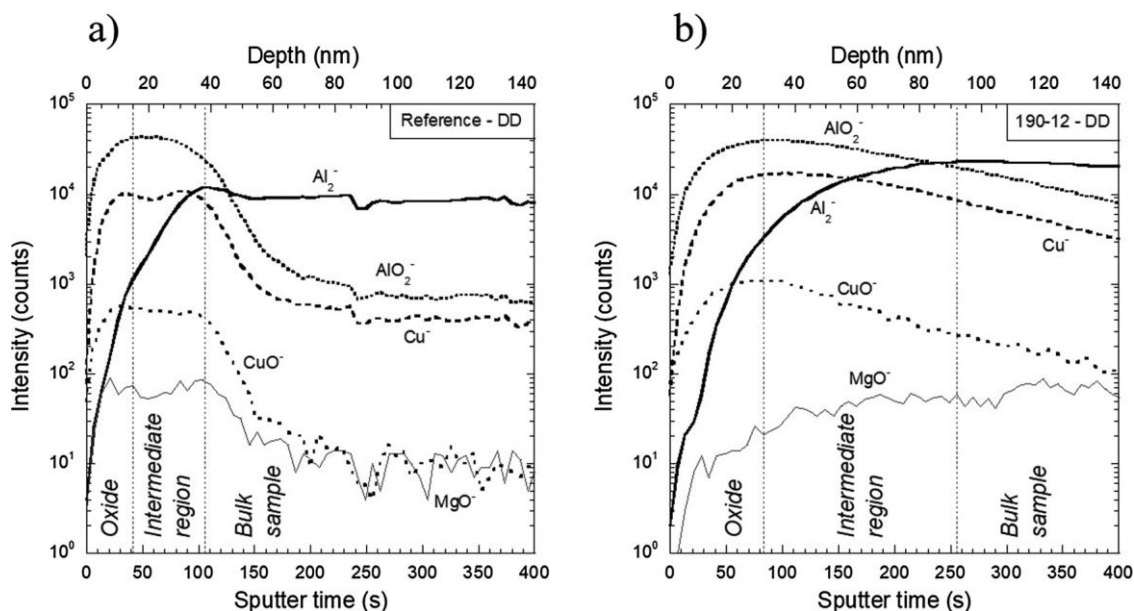 a)
Depth (nm)
0 20 40 60 80 100 120 140
Reference - DD
10^5
10^4
10^3
10^2
10^1
10^0
Intensity (counts)
Al2^-
AlO2^-
Cu^-
CuO^-
MgO^-
Oxide
Intermediate
region
Bulk
sample
0 50 100 150 200 250 300 350 400
Sputter time (s)
b)
Depth (nm)
0 20 40 60 80 100 120 140
190-12 - DD
10^5
10^4
10^3
10^2
10^1
10^0
Intensity (counts)
AlO2^-
Al2^-
Cu^-
CuO^-
MgO^-
Oxide
Intermediate
region
Bulk
sample
0 50 100 150 200 250 300 350 400
Sputter time (s)